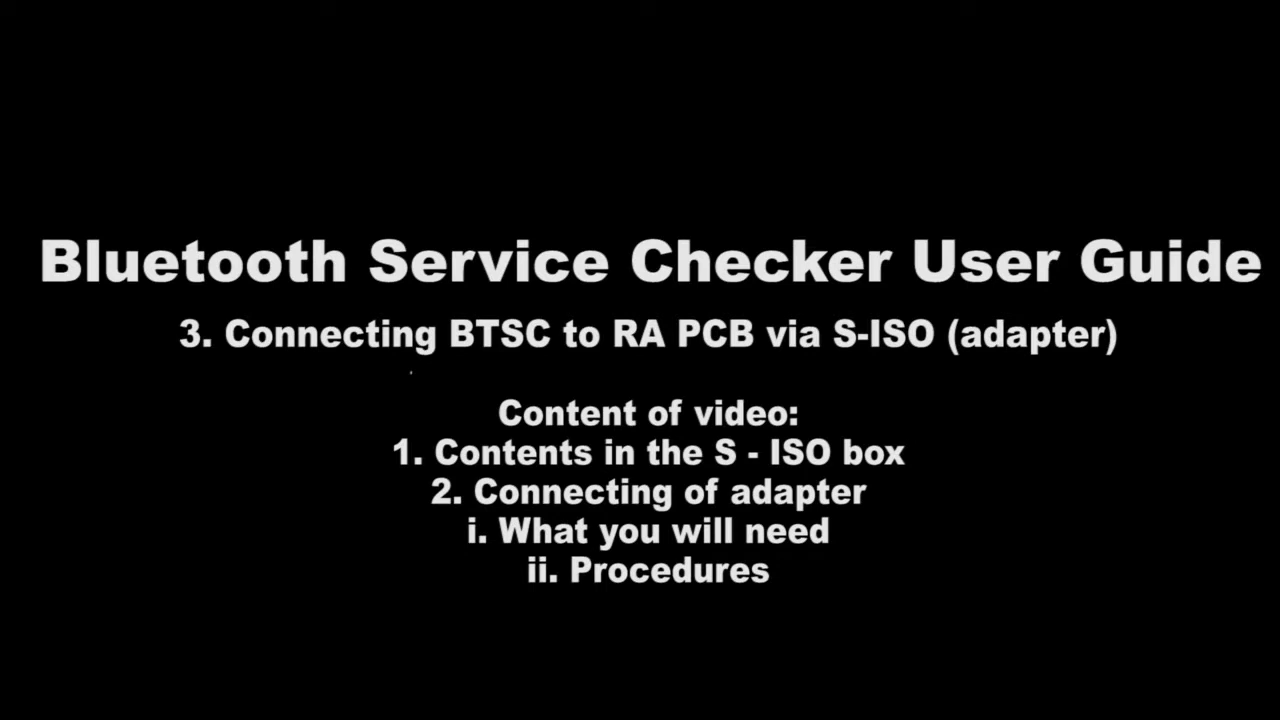 Bluetooth Service Checker User Guide
3. Connecting BTSC to RA PCB via S-ISO (adapter)
Content of video:
1. Contents in the S - ISO box
2. Connecting of adapter
i. What you will need
ii. Procedures